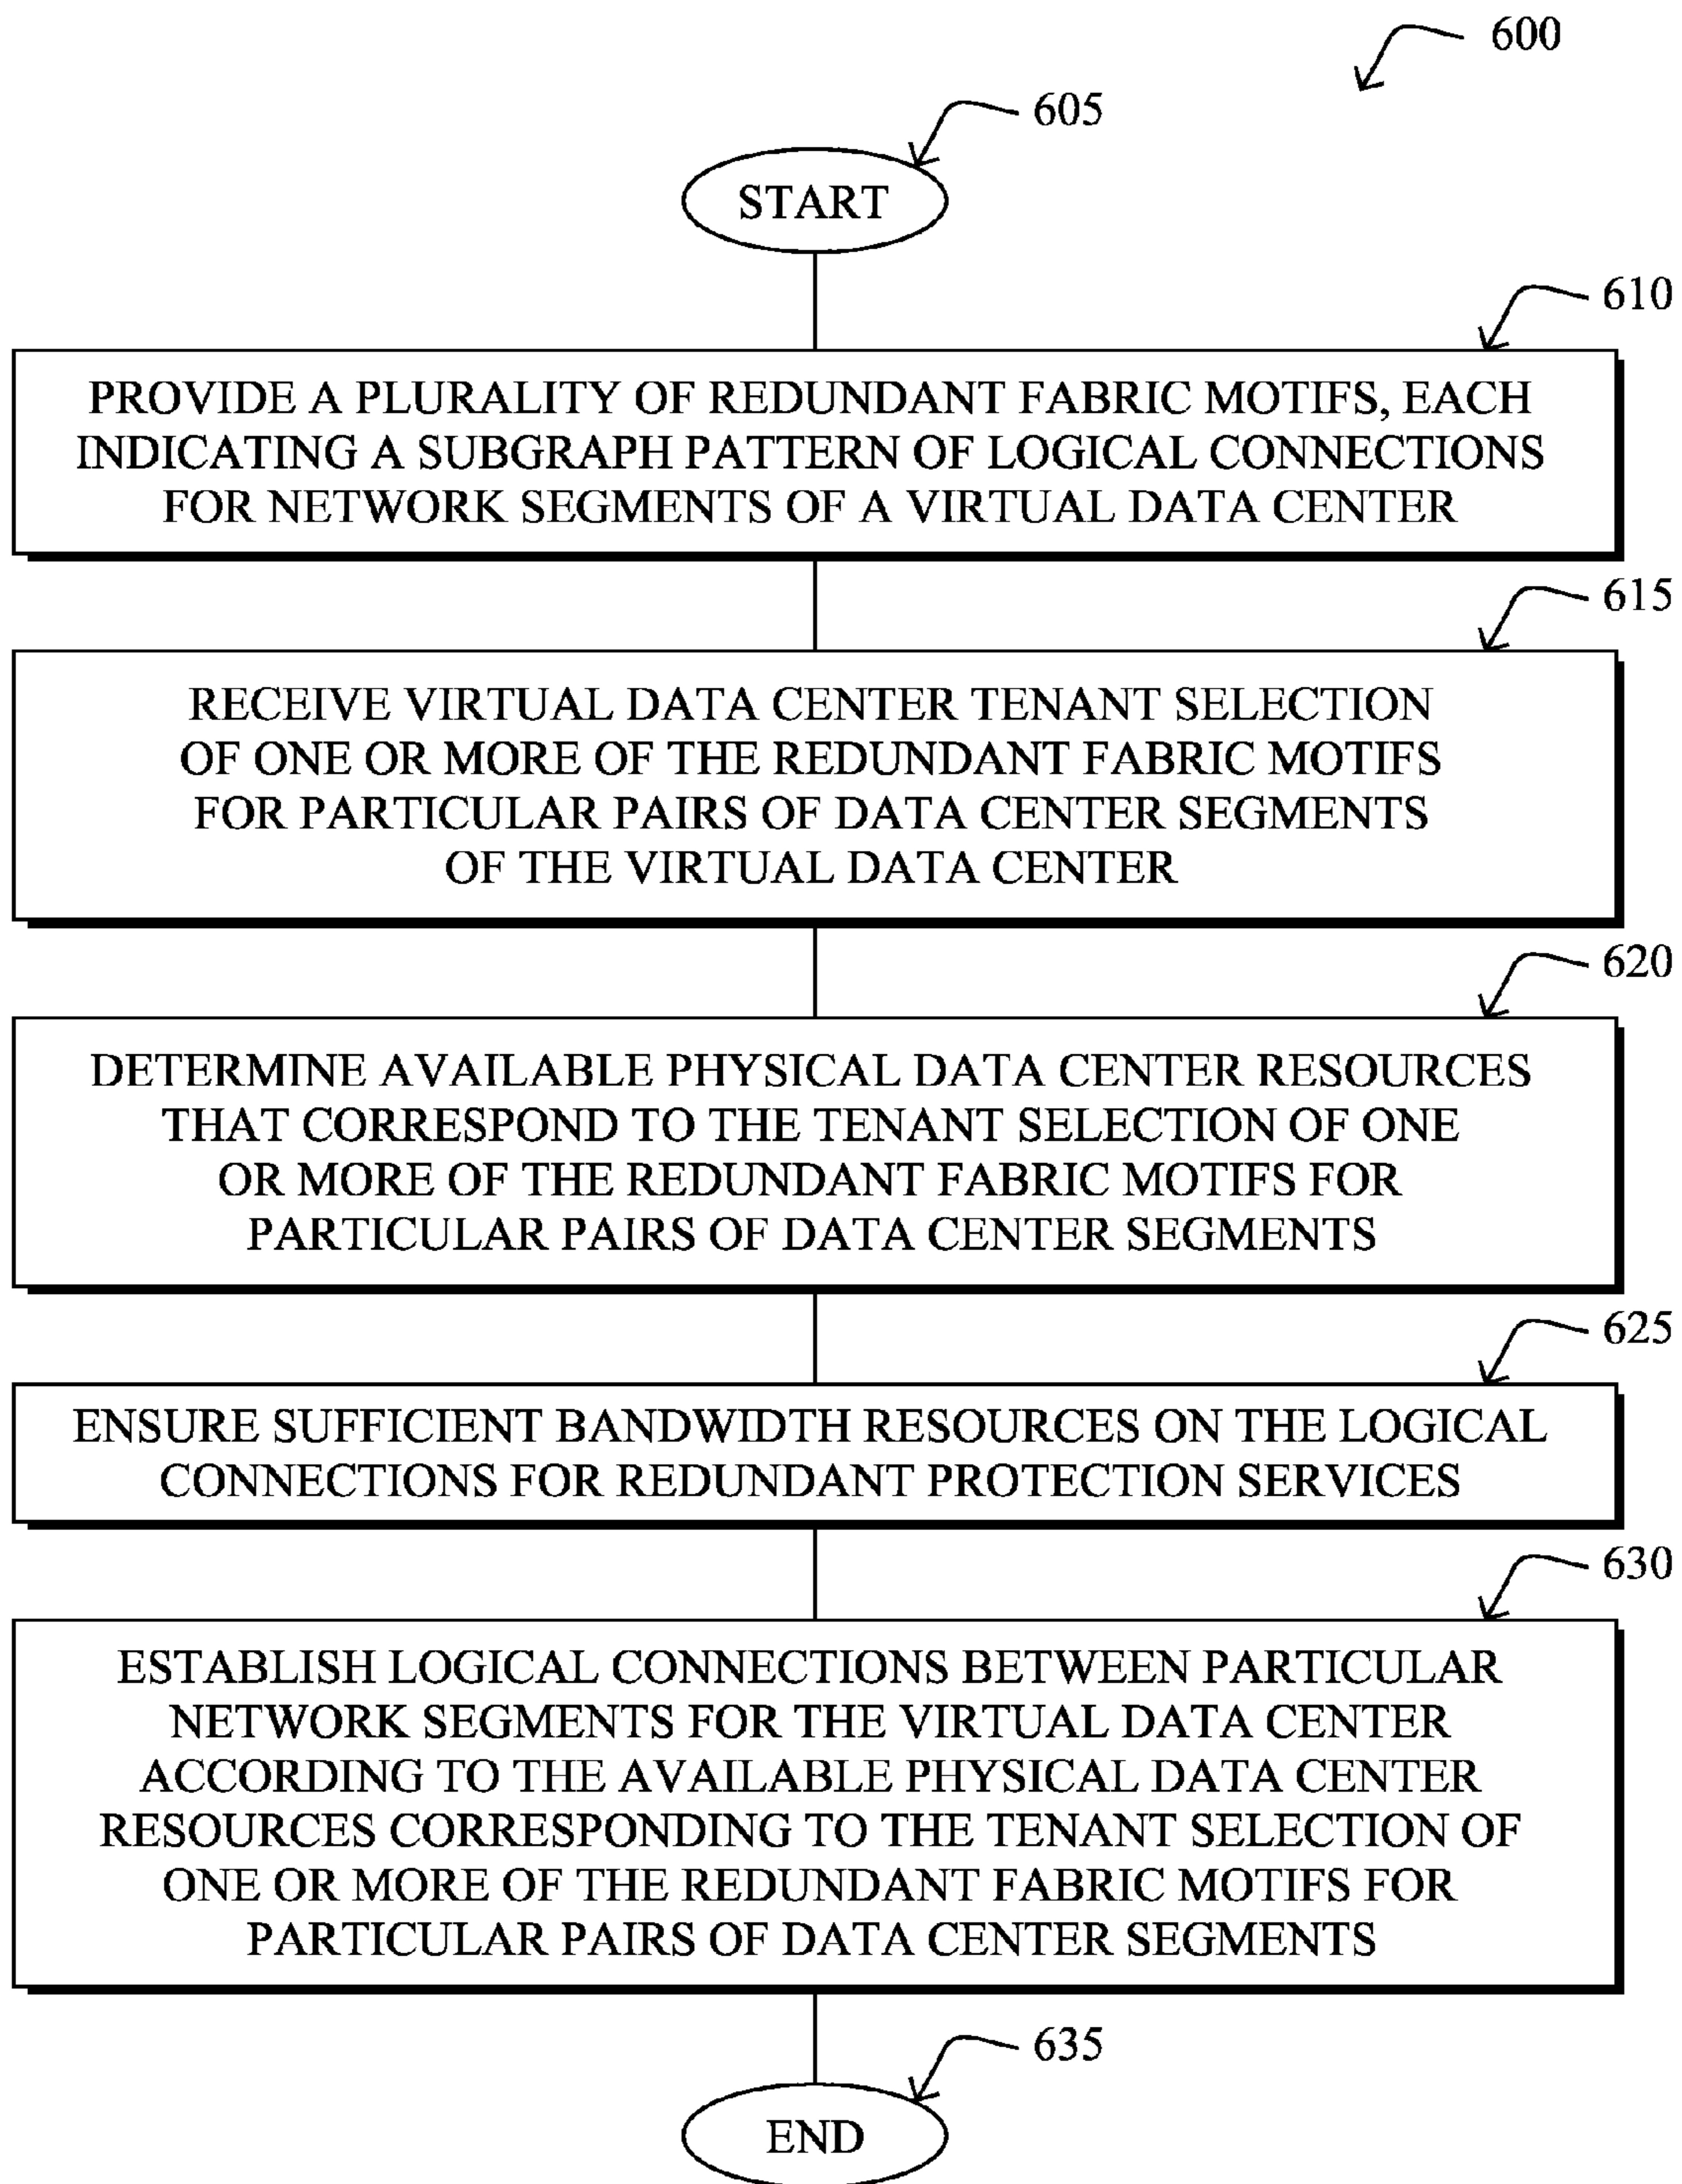 600
605
START
610
PROVIDE A PLURALITY OF REDUNDANT FABRIC MOTIFS, EACH
INDICATING A SUBGRAPH PATTERN OF LOGICAL CONNECTIONS
FOR NETWORK SEGMENTS OF A VIRTUAL DATA CENTER
615
RECEIVE VIRTUAL DATA CENTER TENANT SELECTION
OF ONE OR MORE OF THE REDUNDANT FABRIC MOTIFS
FOR PARTICULAR PAIRS OF DATA CENTER SEGMENTS
OF THE VIRTUAL DATA CENTER
620
DETERMINE AVAILABLE PHYSICAL DATA CENTER RESOURCES
THAT CORRESPOND TO THE TENANT SELECTION OF ONE
OR MORE OF THE REDUNDANT FABRIC MOTIFS FOR
PARTICULAR PAIRS OF DATA CENTER SEGMENTS
625
ENSURE SUFFICIENT BANDWIDTH RESOURCES ON THE LOGICAL
CONNECTIONS FOR REDUNDANT PROTECTION SERVICES
630
ESTABLISH LOGICAL CONNECTIONS BETWEEN PARTICULAR
NETWORK SEGMENTS FOR THE VIRTUAL DATA CENTER
ACCORDING TO THE AVAILABLE PHYSICAL DATA CENTER
RESOURCES CORRESPONDING TO THE TENANT SELECTION OF
ONE OR MORE OF THE REDUNDANT FABRIC MOTIFS FOR
PARTICULAR PAIRS OF DATA CENTER SEGMENTS
635
END